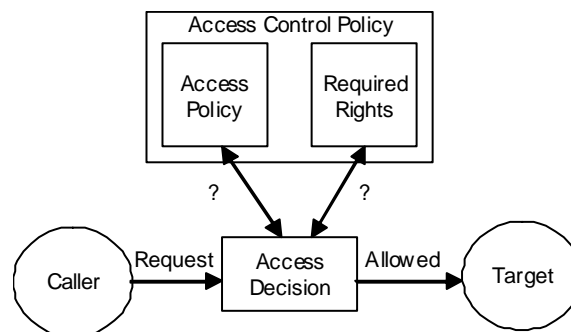 Access Control Policy
Access
Policy
Required
Rights
?
?
Caller
Request
Access
Decision
Allowed
Target